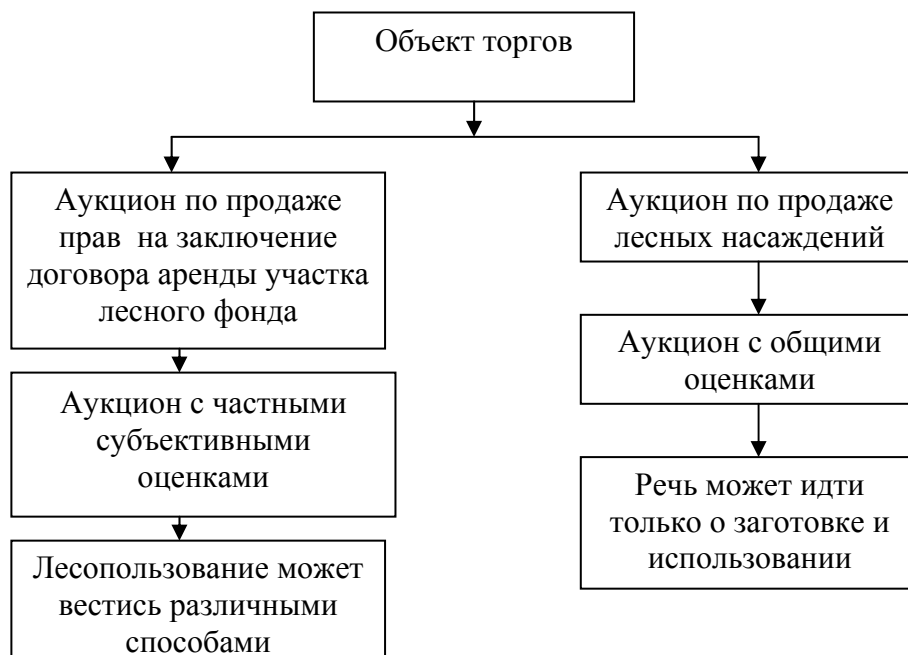 Объект торгов
Аукцион по продаже
прав на заключение
договора аренды участка
лесного фонда
Аукцион с частными
субъективными
оценками
Лесопользование может
вестись различными
способами
Аукцион по продаже
лесных насаждений
Аукцион с общими
оценками
Речь может идти
только о заготовке и
использовании